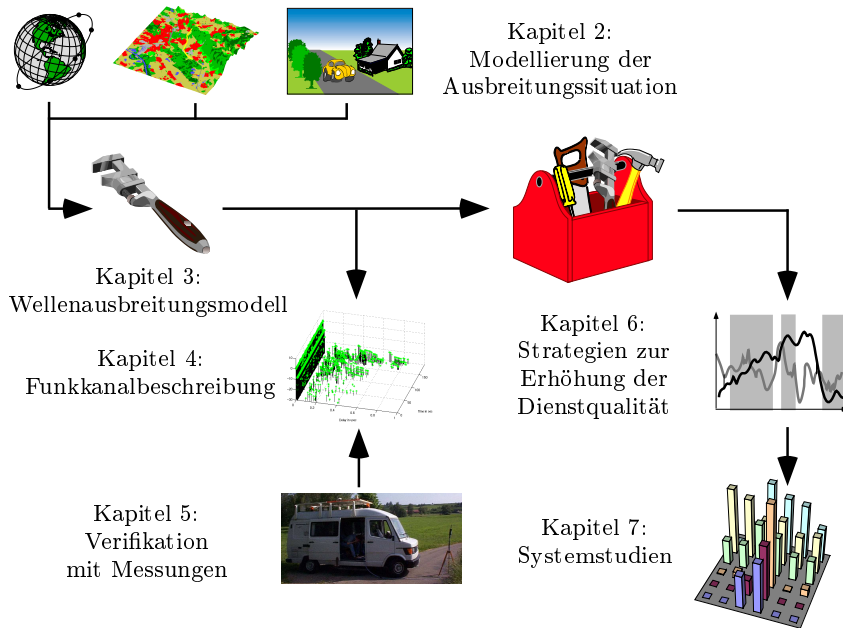 Kapitel 2:
Modellierung der
Ausbreitungssituation
Kapitel 3:
Wellenausbreitungsmodell
Kapitel 4:
Funkkanalbeschreibung
Kapitel 6:
Strategien zur
Erhöhung der
Dienstqualität
Kapitel 5:
Verifikation
mit Messungen
Kapitel 7:
Systemstudien